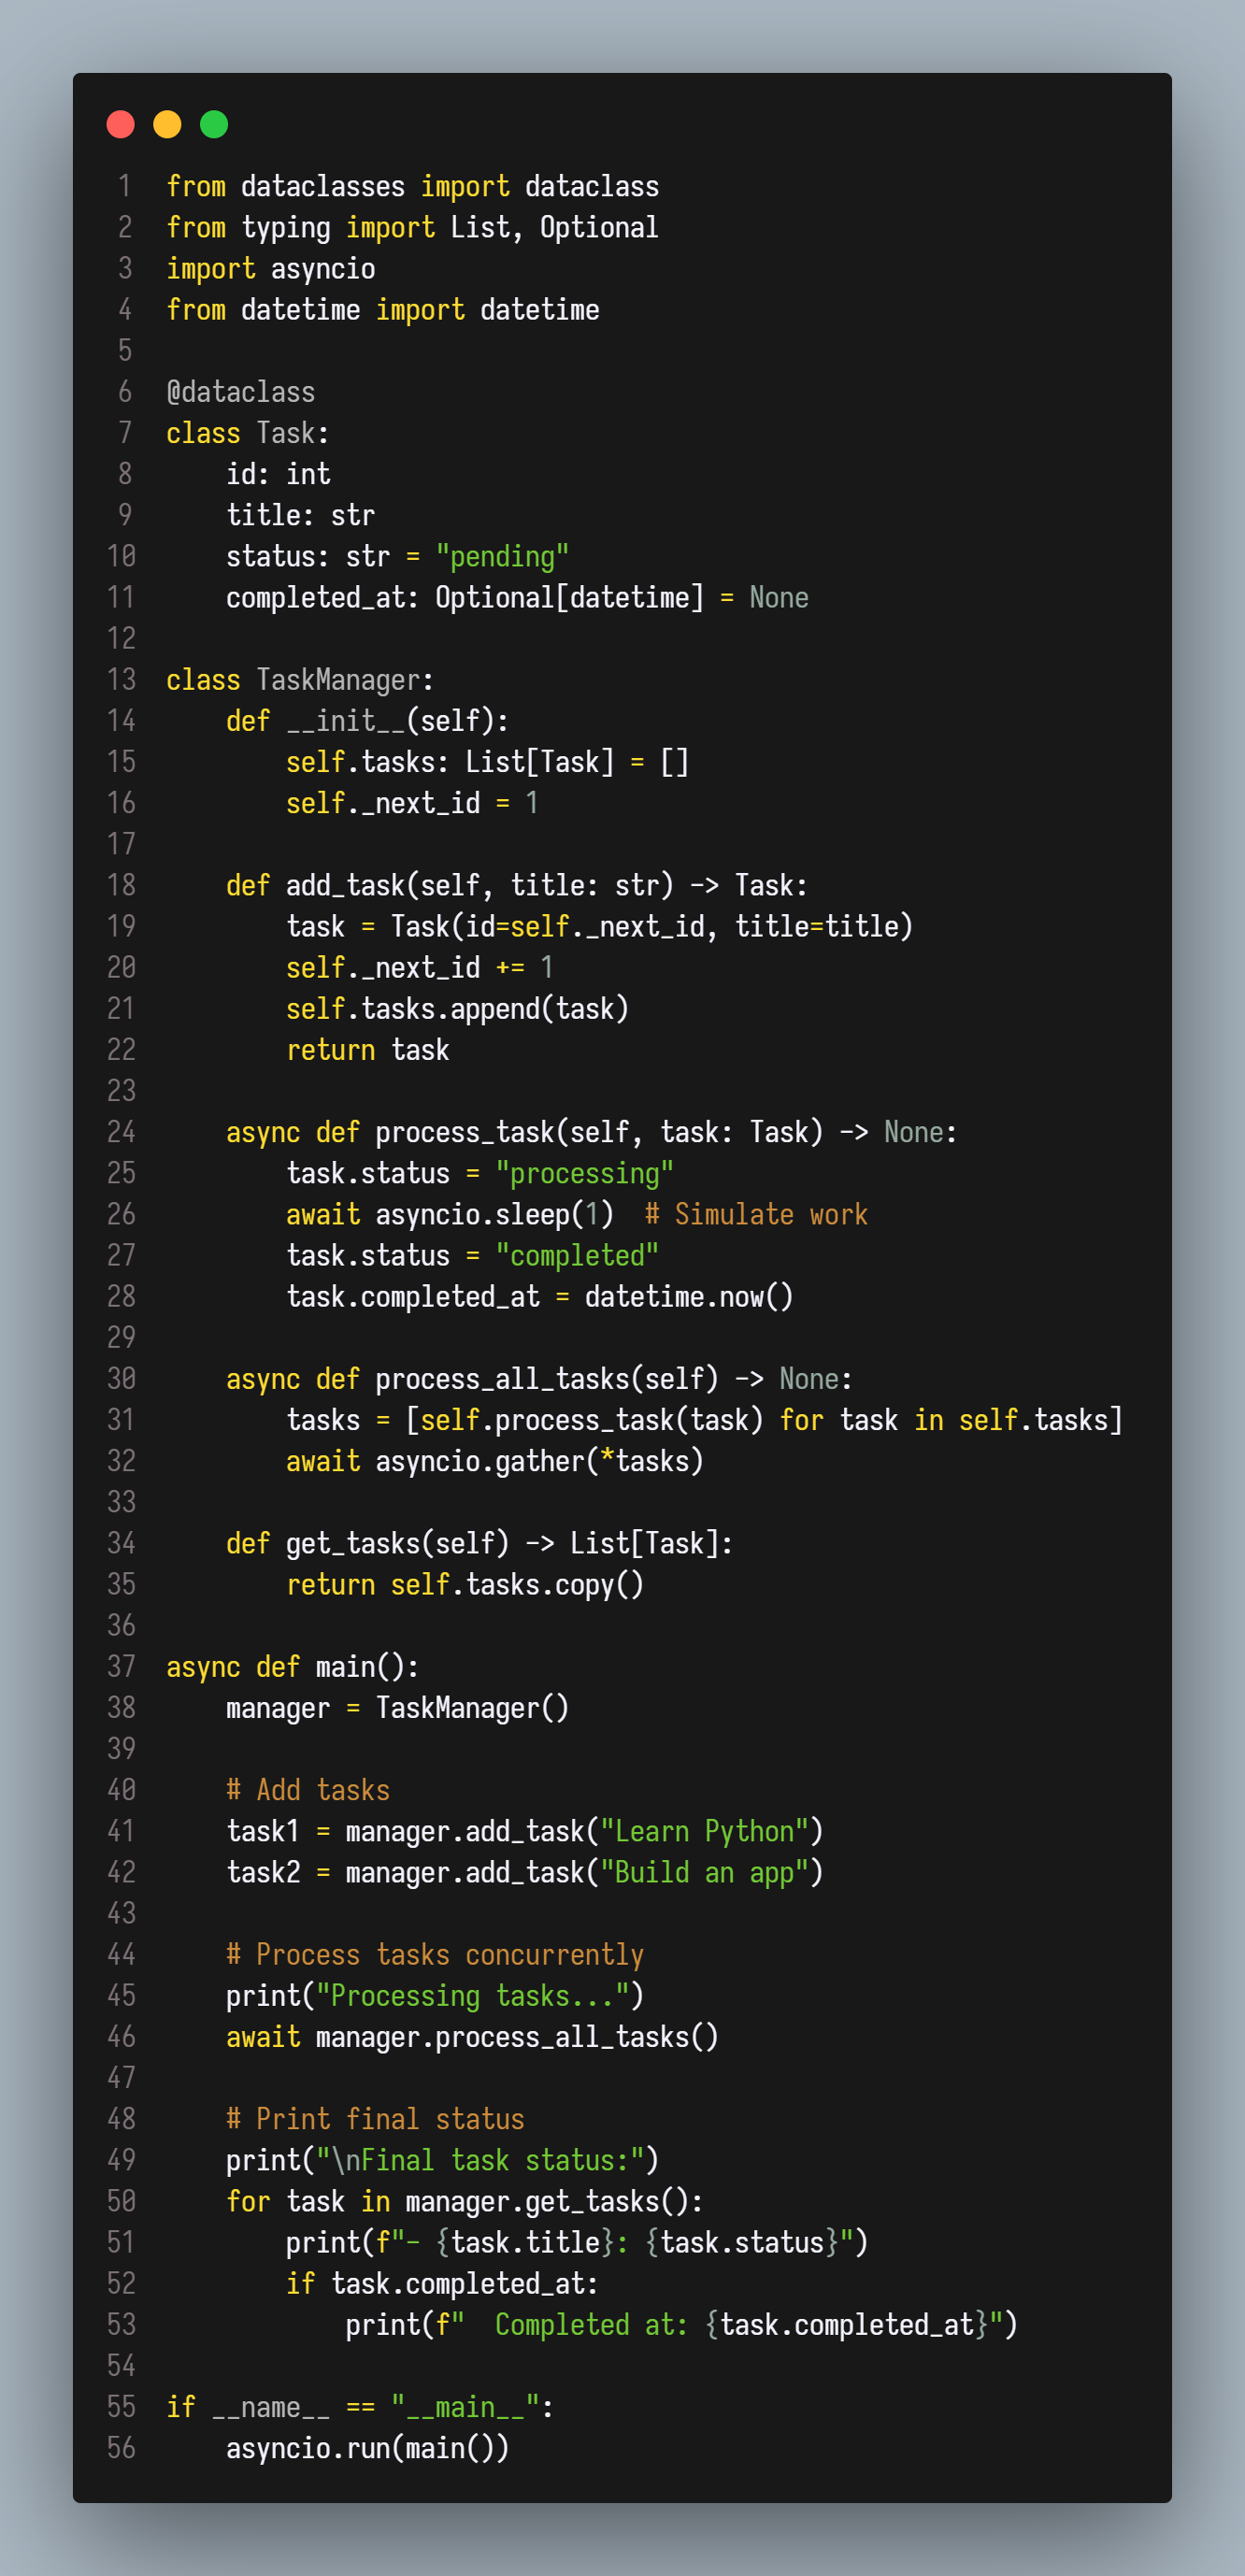 1 from dataclasses import dataclass
2 from typing import List, Optional
3 import asyncio
4 from datetime import datetime
5
6 @dataclass
7 class Task:
8     id: int
9     title: str
10     status: str = "pending"
11     completed_at: Optional[datetime] = None
12
13 class TaskManager:
14     def __init__(self):
15         self.tasks: List[Task] = []
16         self._next_id = 1
17
18     def add_task(self, title: str) -> Task:
19         task = Task(id=self._next_id, title=title)
20         self._next_id += 1
21         self.tasks.append(task)
22         return task
23
24     async def process_task(self, task: Task) -> None:
25         task.status = "processing"
26         await asyncio.sleep(1)  # Simulate work
27         task.status = "completed"
28         task.completed_at = datetime.now()
29
30     async def process_all_tasks(self) -> None:
31         tasks = [self.process_task(task) for task in self.tasks]
32         await asyncio.gather(*tasks)
33
34     def get_tasks(self) -> List[Task]:
35         return self.tasks.copy()
36
37 async def main():
38     manager = TaskManager()
39
40     # Add tasks
41     task1 = manager.add_task("Learn Python")
42     task2 = manager.add_task("Build an app")
43
44     # Process tasks concurrently
45     print("Processing tasks...")
46     await manager.process_all_tasks()
47
48     # Print final status
49     print("\nFinal task status:")
50     for task in manager.get_tasks():
51         print(f"- {task.title}: {task.status}")
52         if task.completed_at:
53             print(f"  Completed at: {task.completed_at}")
54
55 if __name__ == "__main__":
56     asyncio.run(main())